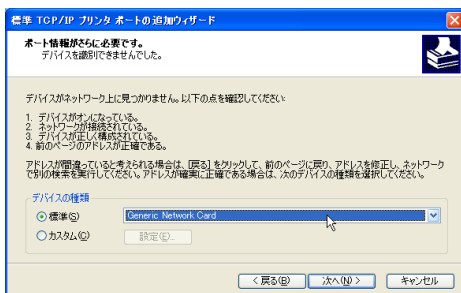 標準 TCP/IP プリンタ ポートの追加ウィザード
ポート情報がさらに必要です。
デバイスを識別できませんでした。
デバイスがネットワーク上に見つかりません。以下の点を確認してください:
1. デバイスがオンになっている。
2. ネットワークが接続されている。
3. デバイスが正しく構成されている。
4. 前のページのアドレスが正確である。
アドレスが間違っていると考えられる場合は、[戻る] をクリックして、前のページに戻り、アドレスを修正し、ネットワーク
で別の検索を実行してください。アドレスが確実に正確である場合は、次のデバイスの種類を選択してください。
デバイスの種類
標準(S)
Generic Network Card
カスタム(C)
設定(E)...
< 戻る(B)
次へ(N) >
キャンセル